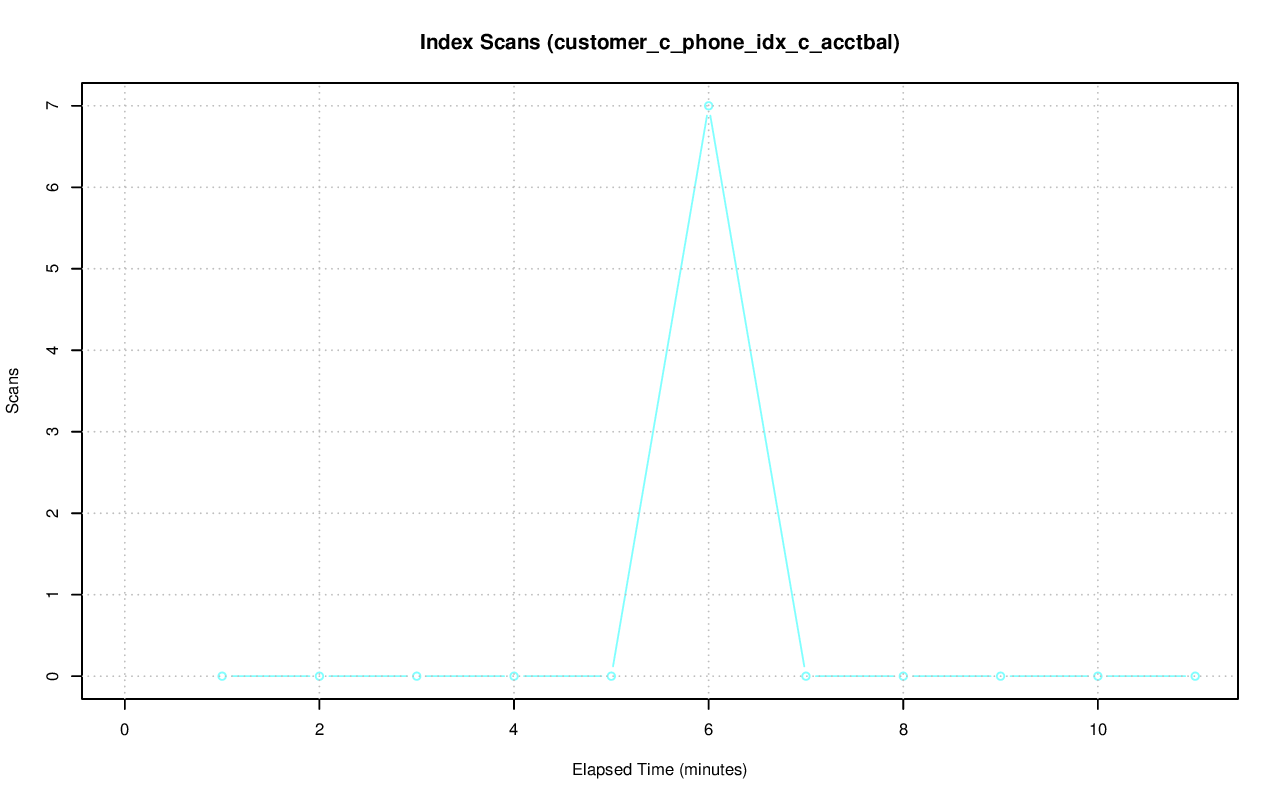 Index Scans (customer_c_phone_idx_c_acctbal)
7
6
5
4
3
2
1
0
Scans
0 2 4 6 8 10
Elapsed Time (minutes)